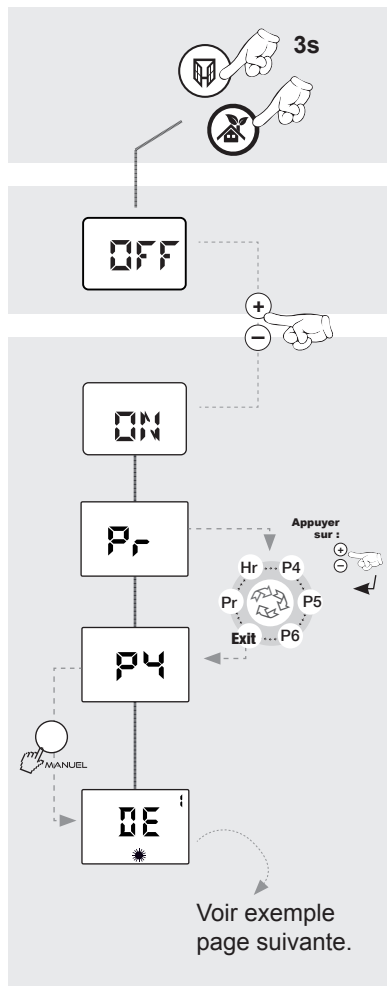 3s
OFF
+
−
ON
Pr
Appuyer
sur :
+
−
Hr ... P4
Pr
P5
Exit ... P6
P4
MANUEL
DE 1
Voir exemple
page suivante.